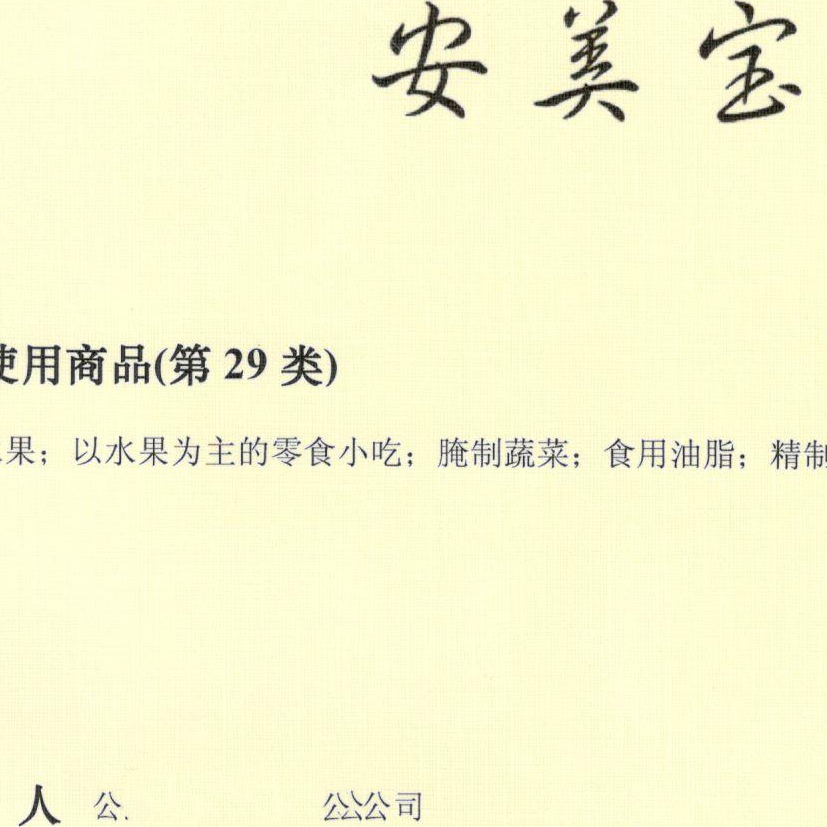 安美宝
使用商品(第 29 类)
果；以水果为主的零食小吃；腌制蔬菜；食用油脂；精制
人 公.
公司